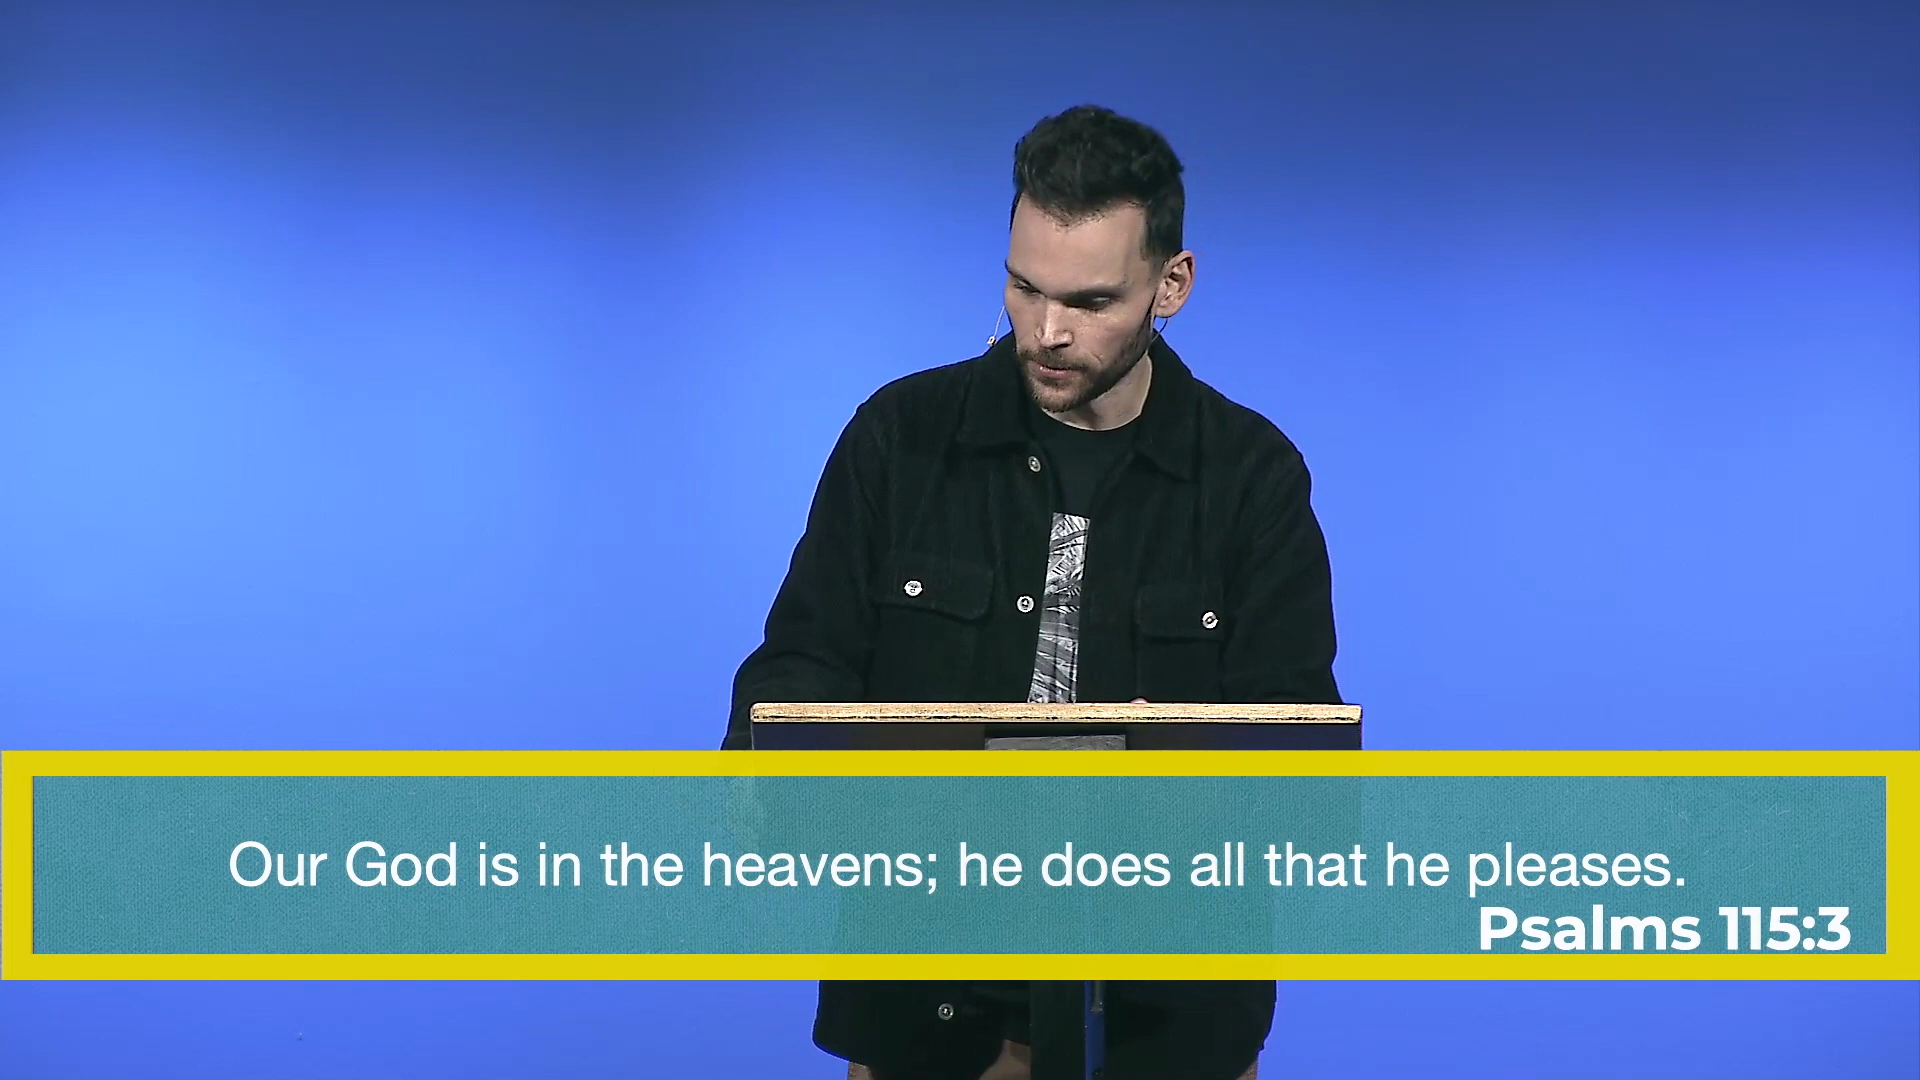 Our God is in the heavens; he does all that he pleases.
Psalms 115:3